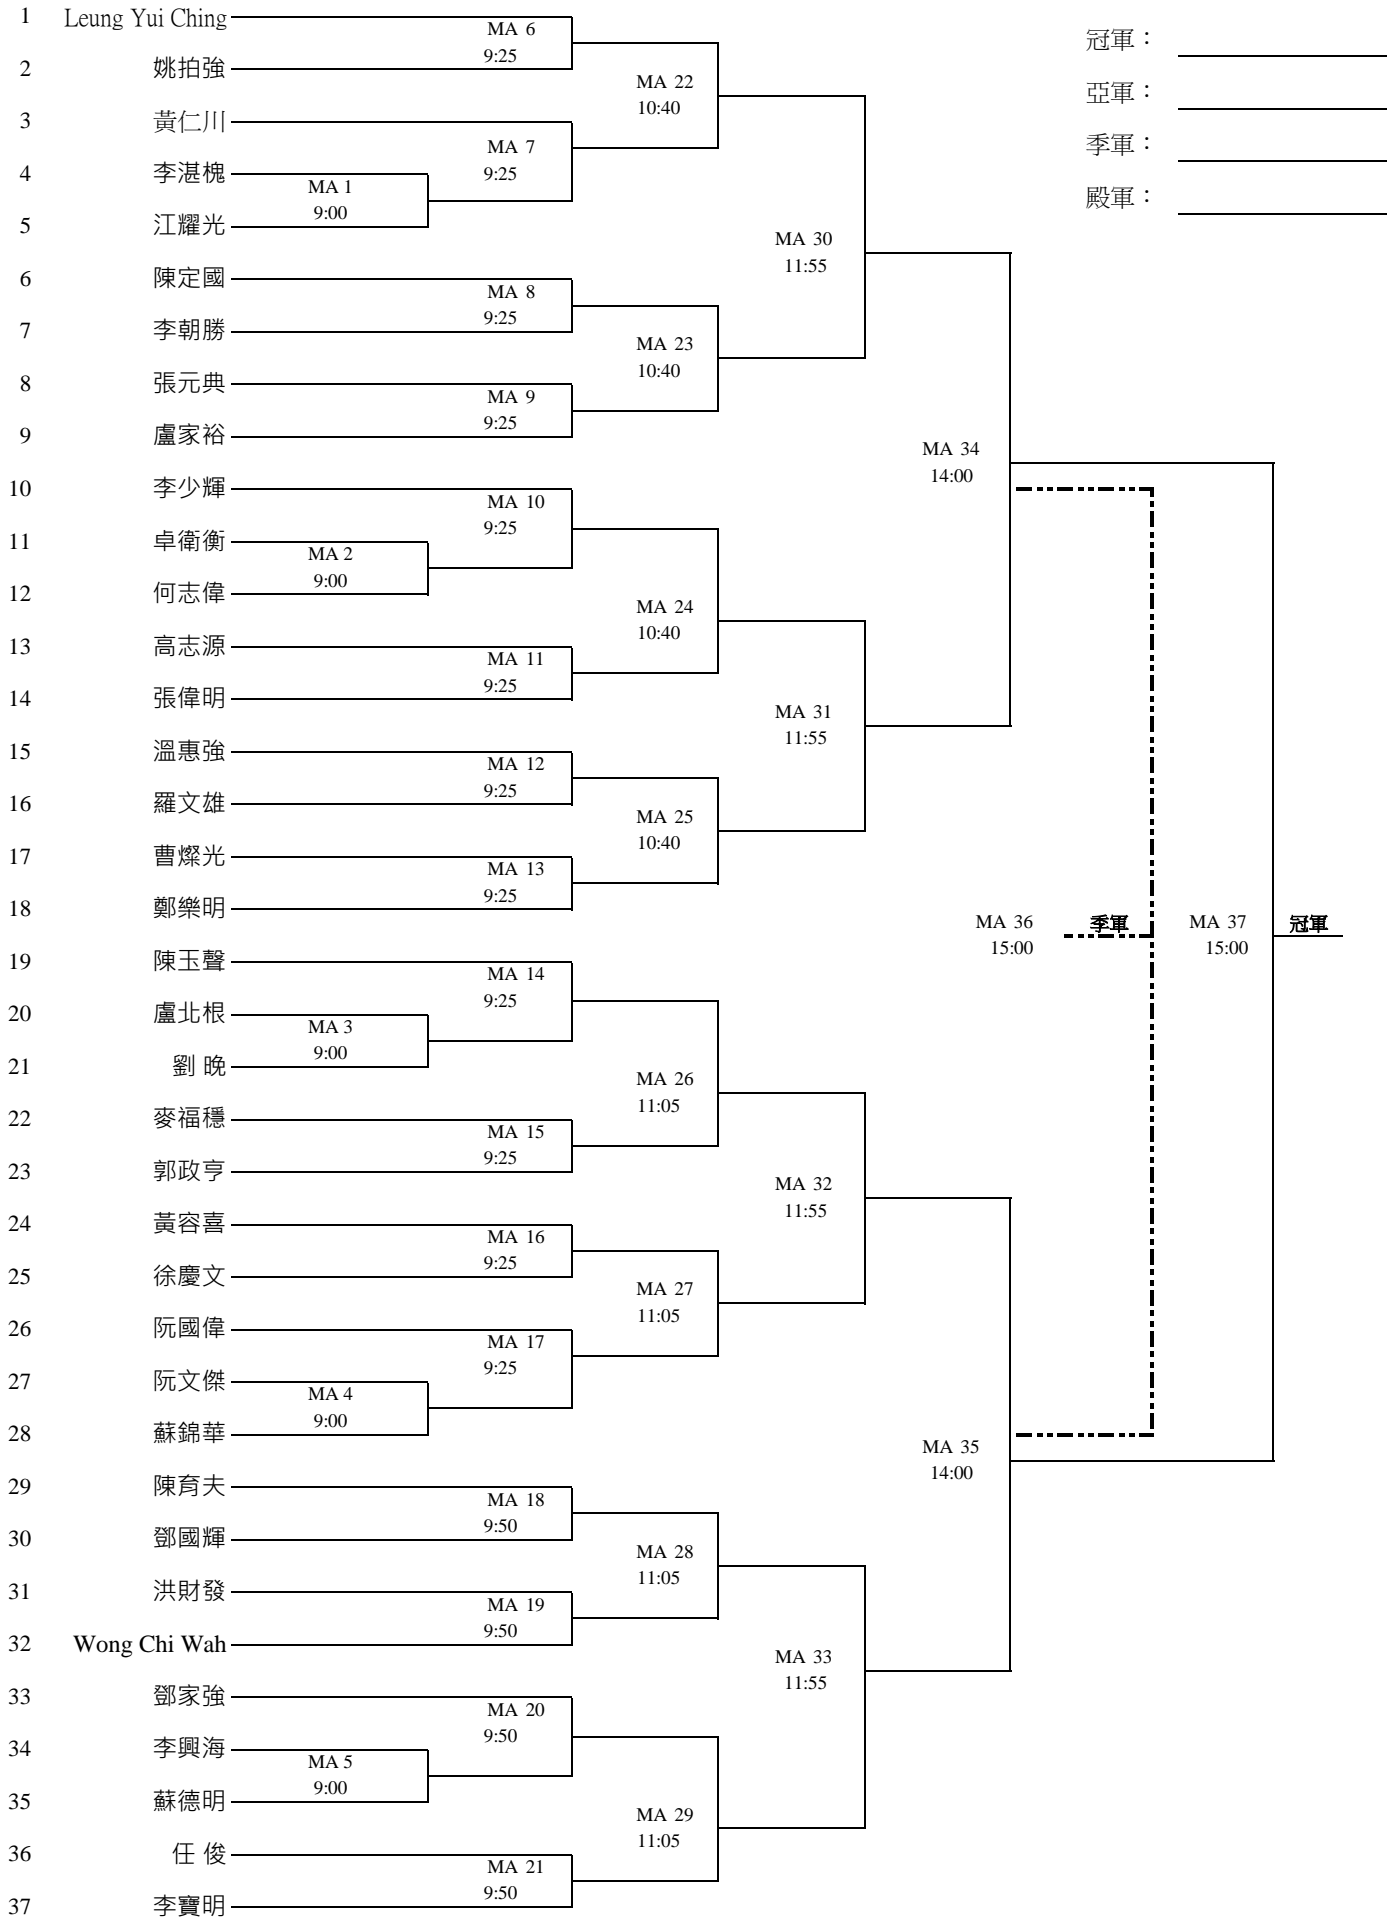 1 Leung Yui Ching
MA 6
9:25
2 姚拍強
MA 22
10:40
3 黃仁川
MA 7
9:25
4 李湛槐
MA 1
9:00
5 江耀光
MA 30
11:55
6 陳定國
MA 8
9:25
7 李朝勝
MA 23
10:40
8 張元典
MA 9
9:25
9 盧家裕
MA 34
14:00
10 李少輝
MA 10
9:25
11 卓衛衡
MA 2
9:00
12 何志偉
MA 24
10:40
13 高志源
MA 11
9:25
14 張偉明
MA 31
11:55
15 溫惠強
MA 12
9:25
16 羅文雄
MA 25
10:40
17 曹燦光
MA 13
9:25
18 鄭樂明
MA 36
15:00
季軍
MA 37
15:00
冠軍
19 陳玉聲
MA 14
9:25
20 盧北根
MA 3
9:00
21 劉 晚
MA 26
11:05
22 麥福穩
MA 15
9:25
23 郭政亨
MA 32
11:55
24 黃容喜
MA 16
9:25
25 徐慶文
MA 27
11:05
26 阮國偉
MA 17
9:25
27 阮文傑
MA 4
9:00
28 蘇錦華
MA 35
14:00
29 陳育夫
MA 18
9:50
30 鄧國輝
MA 28
11:05
31 洪財發
MA 19
9:50
32 Wong Chi Wah
MA 33
11:55
33 鄧家強
MA 20
9:50
34 李興海
MA 5
9:00
35 蘇德明
MA 29
11:05
36 任 俊
MA 21
9:50
37 李寶明
冠軍：
亞軍：
季軍：
殿軍：